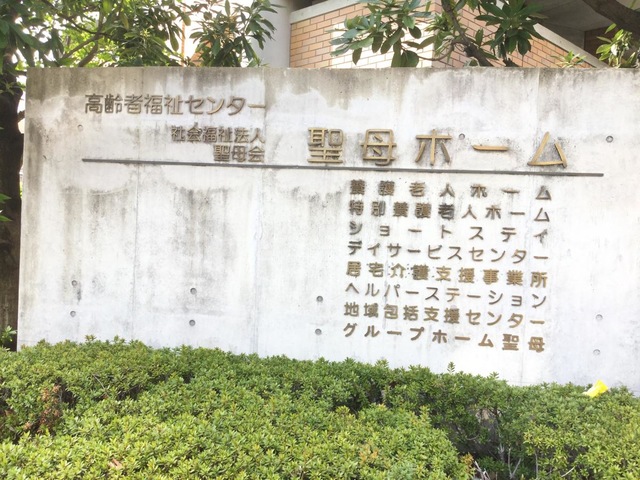 高齢者福祉センター
社会福祉法人
聖母会
聖母ホーム
養護老人ホーム
特別養護老人ホーム
ショートステイ
デイサービスセンター
居宅介護支援事業所
ヘルパーステーション
地域包括支援センター
グループホーム聖母